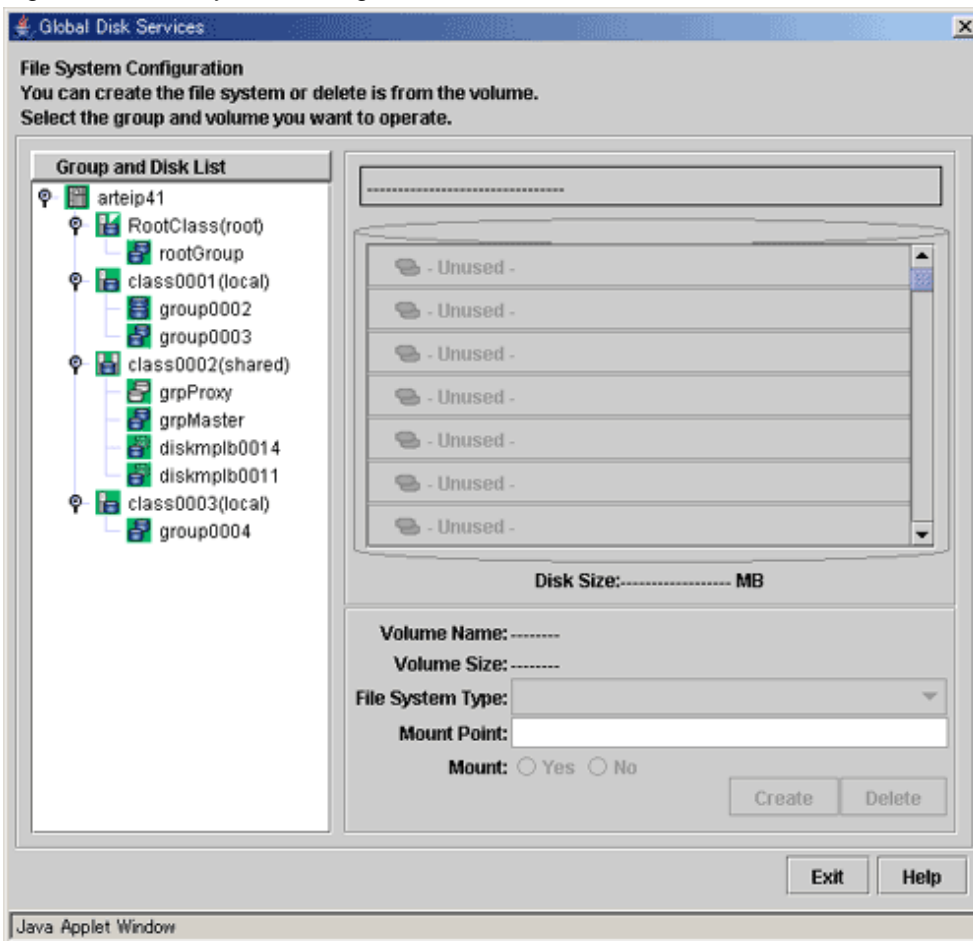 Global Disk Services
File System Configuration
You can create the file system or delete is from the volume.
Select the group and volume you want to operate.
Group and Disk List
arteip41
RootClass(root)
rootGroup
class0001(local)
group0002
group0003
class0002(shared)
grpProxy
grpMaster
diskmplb0014
diskmplb0011
class0003(local)
group0004
--------------------------------
- Unused -
- Unused -
- Unused -
- Unused -
- Unused -
- Unused -
- Unused -
Disk Size:------------------ MB
Volume Name: --------
Volume Size: --------
File System Type:
Mount Point:
Mount: Yes No
Create Delete
Exit Help
Java Applet Window